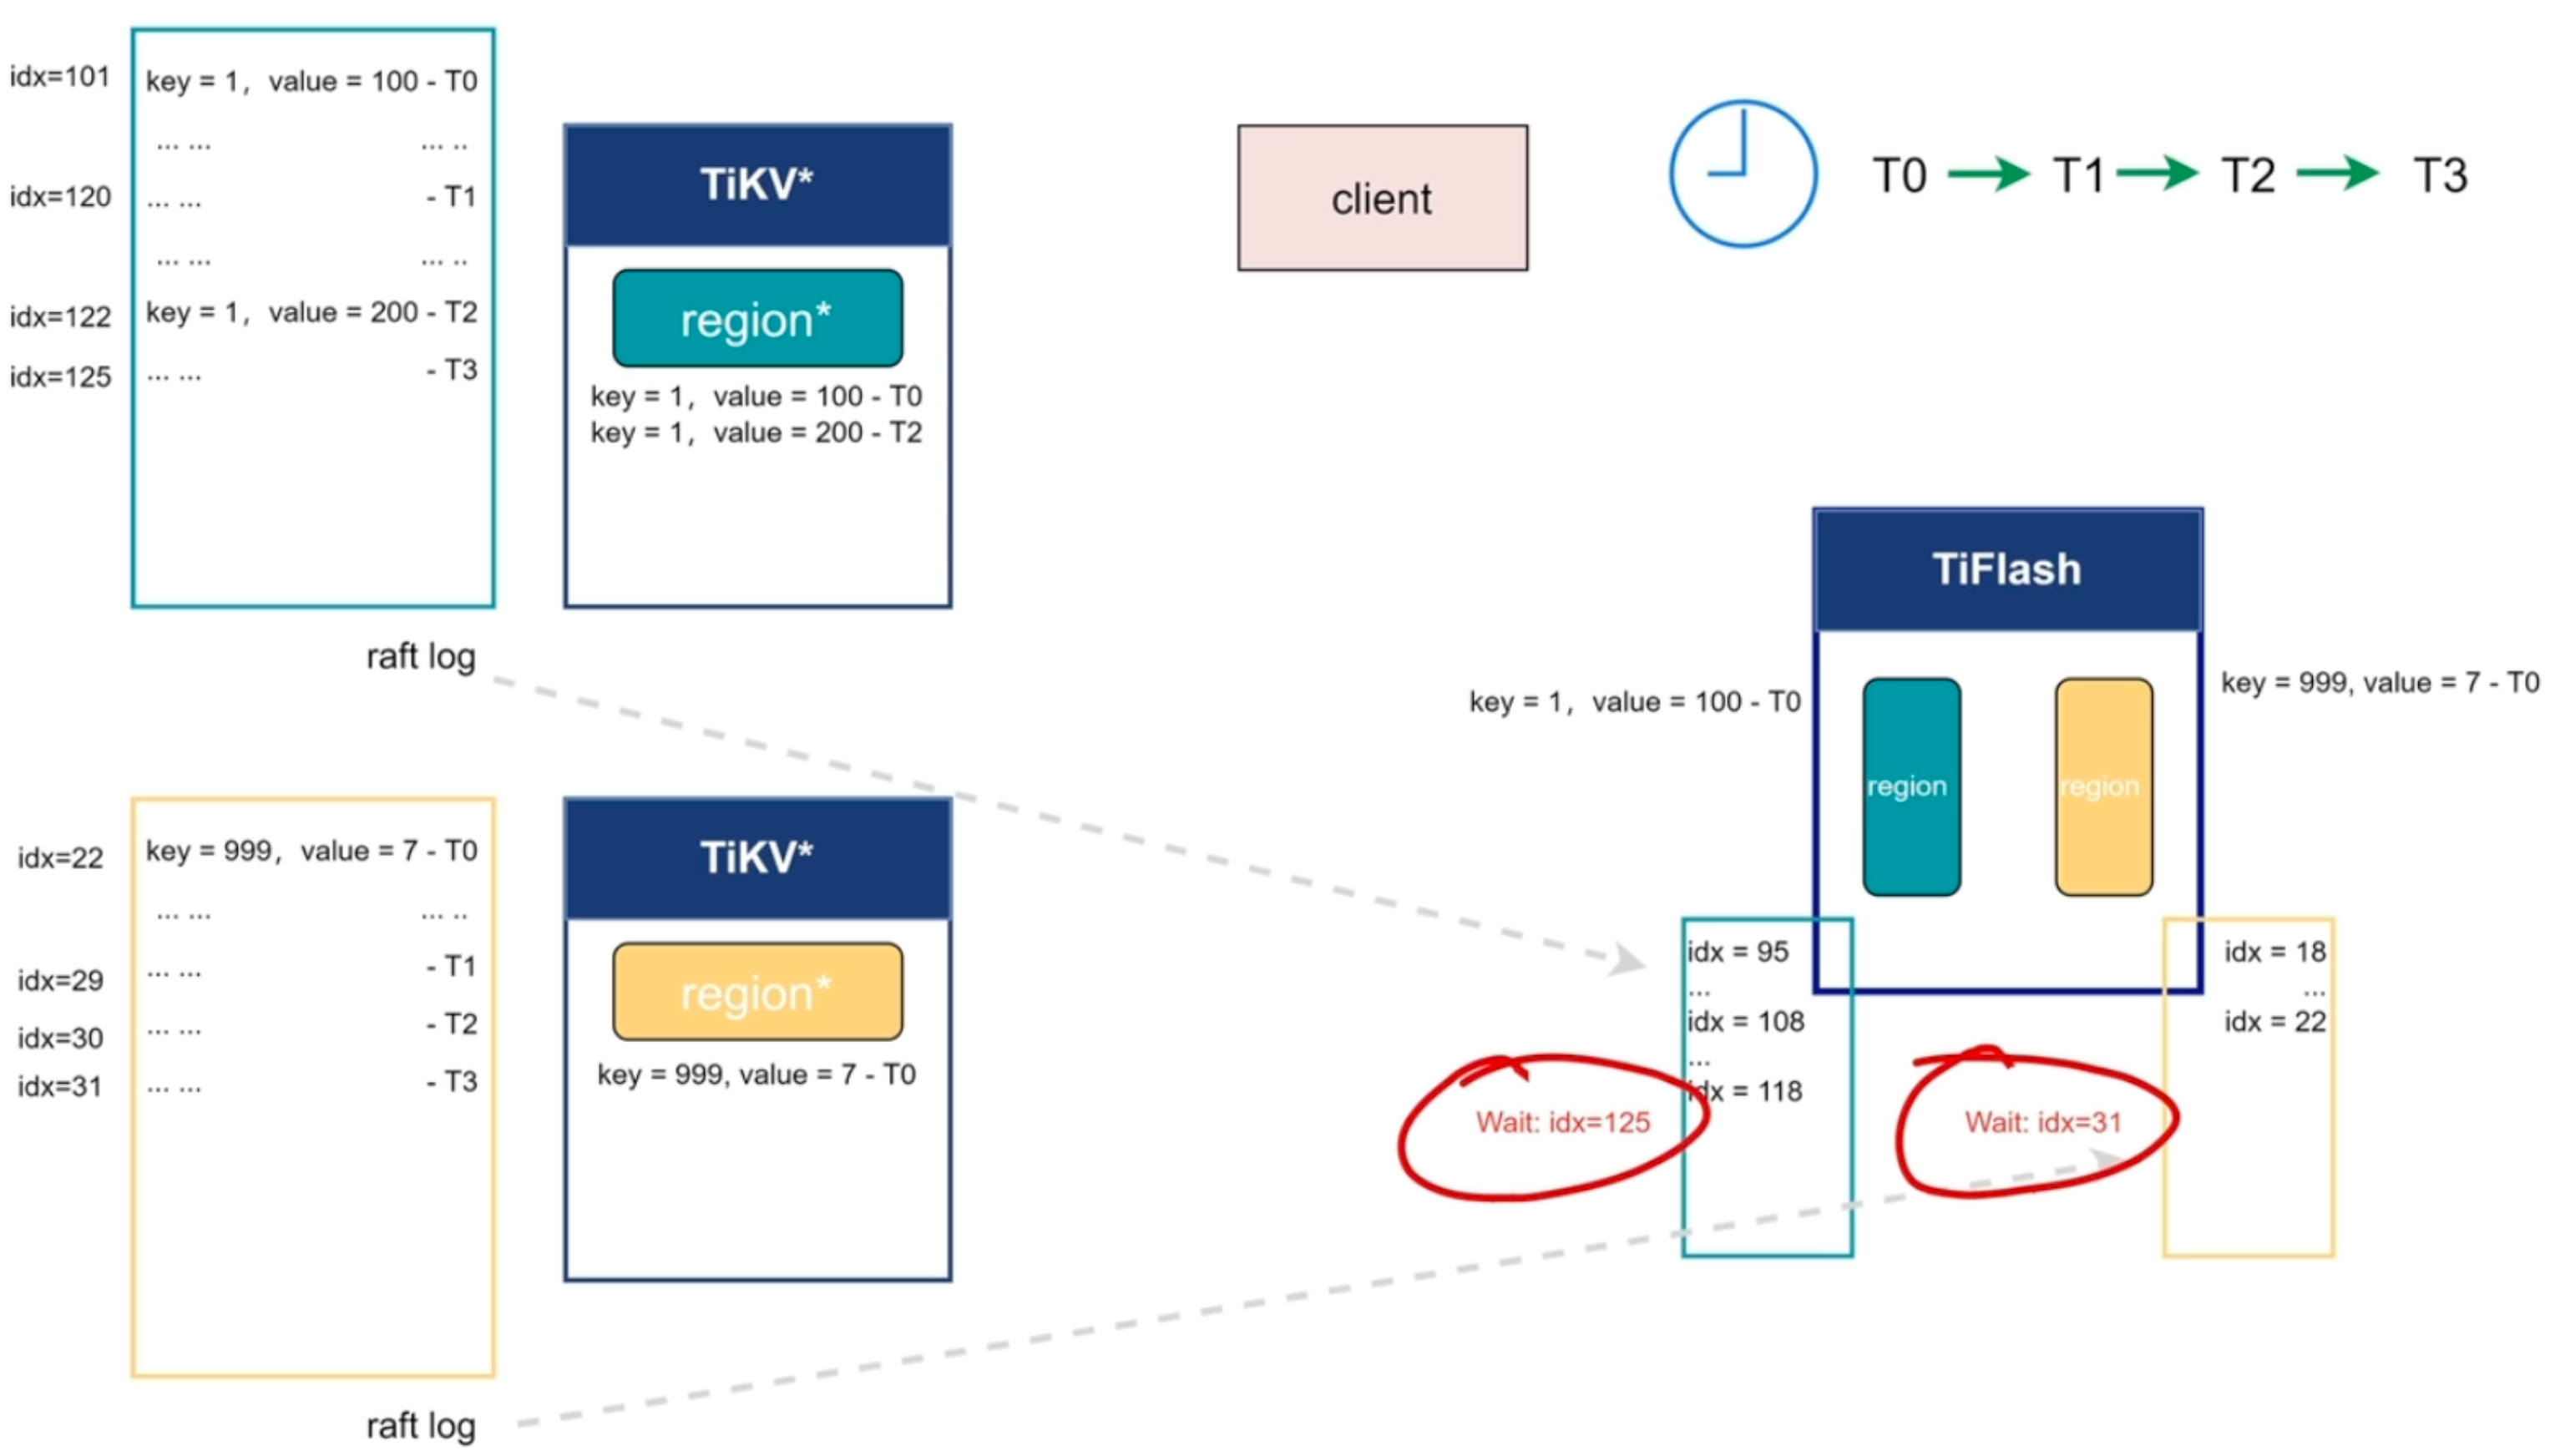 idx=101
key = 1,  value = 100 - T0
... ... ... ..
idx=120
... ... - T1
... ... ... ..
idx=122
key = 1,  value = 200 - T2
idx=125
... ... - T3
raft log
TiKV*
region*
key = 1,  value = 100 - T0
key = 1,  value = 200 - T2
client
T0 T1 T2 T3
idx=22
key = 999,  value = 7 - T0
... ... ... ..
idx=29
... ... - T1
idx=30
... ... - T2
idx=31
... ... - T3
raft log
TiKV*
region*
key = 999, value = 7 - T0
TiFlash
key = 1,  value = 100 - T0
region
region
key = 999, value = 7 - T0
idx = 95
...
idx = 108
...
idx = 118
Wait: idx=125
idx = 18
...
idx = 22
Wait: idx=31